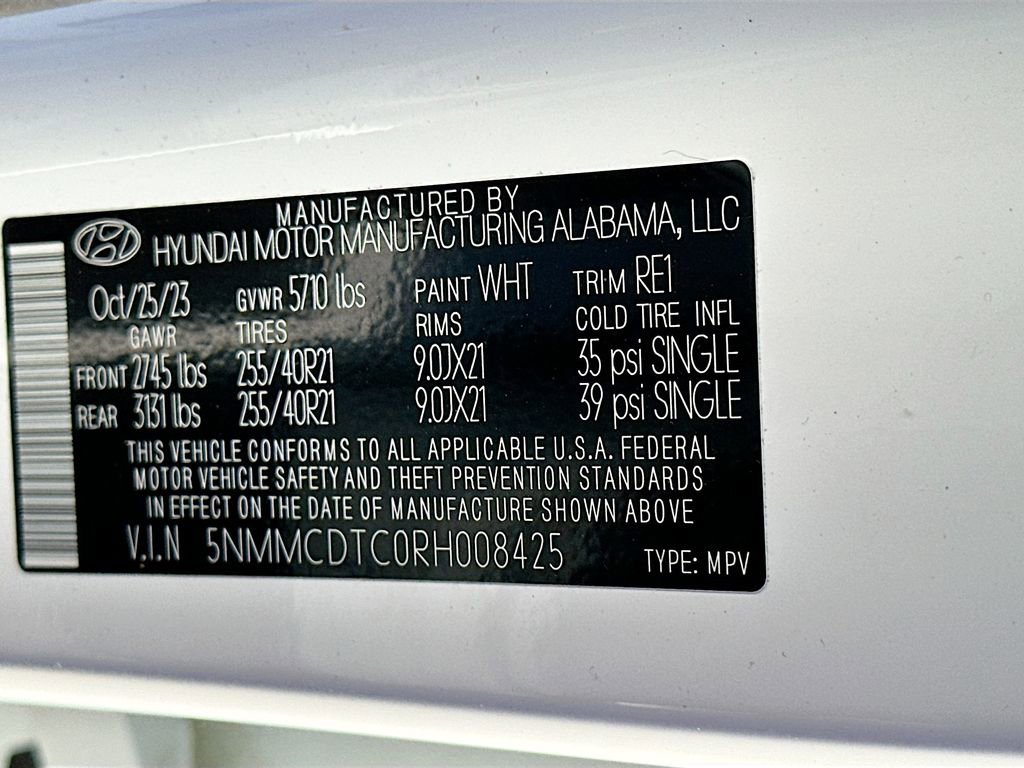 MANUFACTURED BY
HYUNDAI MOTOR MANUFACTURING ALABAMA, LLC
Oct/25/23 GVWR 5710 lbs PAINT WHT TRIM RE1
GAWR TIRES RIMS COLD TIRE INFL
FRONT 2745 lbs 255/40R21 9.0JX21 35 psi SINGLE
REAR 3131 lbs 255/40R21 9.0JX21 39 psi SINGLE
THIS VEHICLE CONFORMS TO ALL APPLICABLE U.S.A. FEDERAL
MOTOR VEHICLE SAFETY AND THEFT PREVENTION STANDARDS
IN EFFECT ON THE DATE OF MANUFACTURE SHOWN ABOVE
V.I.N 5NMMCDTC0RH008425 TYPE: MPV